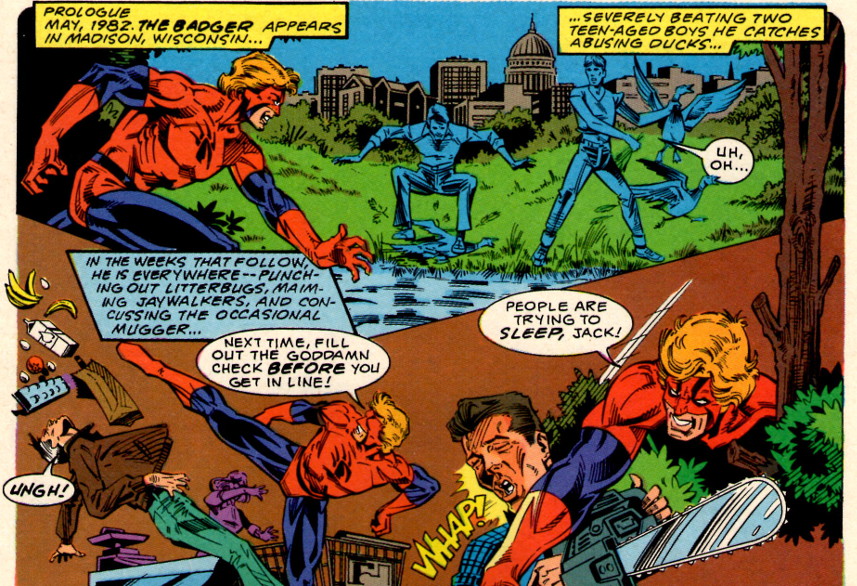 PROLOGUE
MAY, 1982. THE BADGER APPEARS
IN MADISON, WISCONSIN...
...SEVERELY BEATING TWO
TEEN-AGED BOYS HE CATCHES
ABUSING DUCKS...
UH,
OH...
IN THE WEEKS THAT FOLLOW,
HE IS EVERYWHERE--PUNCH-
ING OUT LITTERBUGS, MAIM-
ING JAYWALKERS, AND CON-
CUSSING THE OCCASIONAL
MUGGER...
NEXT TIME, FILL
OUT THE GODDAMN
CHECK BEFORE YOU
GET IN LINE!
UNGH!
PEOPLE ARE
TRYING TO
SLEEP, JACK!
WHAP!
F